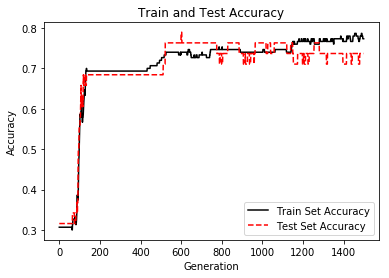 Train and Test Accuracy
Accuracy
0.8
0.7
0.6
0.5
0.4
0.3
0 200 400 600 800 1000 1200 1400
Generation
Train Set Accuracy
Test Set Accuracy